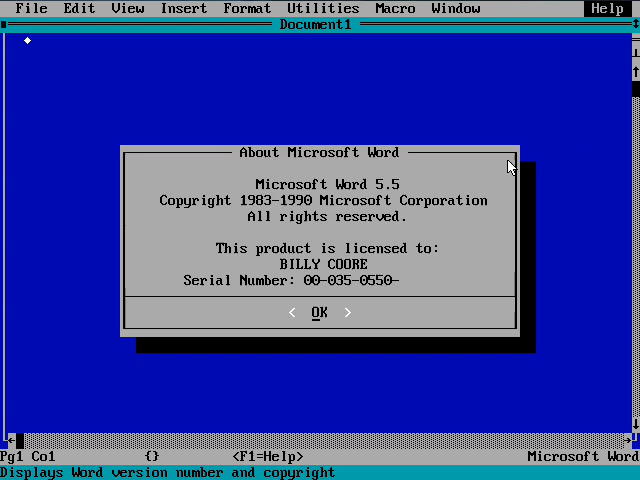 File Edit View Insert Format Utilities Macro Window Help
Document1
About Microsoft Word
Microsoft Word 5.5
Copyright 1983-1990 Microsoft Corporation
All rights reserved.
This product is licensed to:
BILLY COORE
Serial Number: 00-035-0550-
< OK >
Pg1 Co1 {} <F1=Help> Microsoft Word
Displays Word version number and copyright